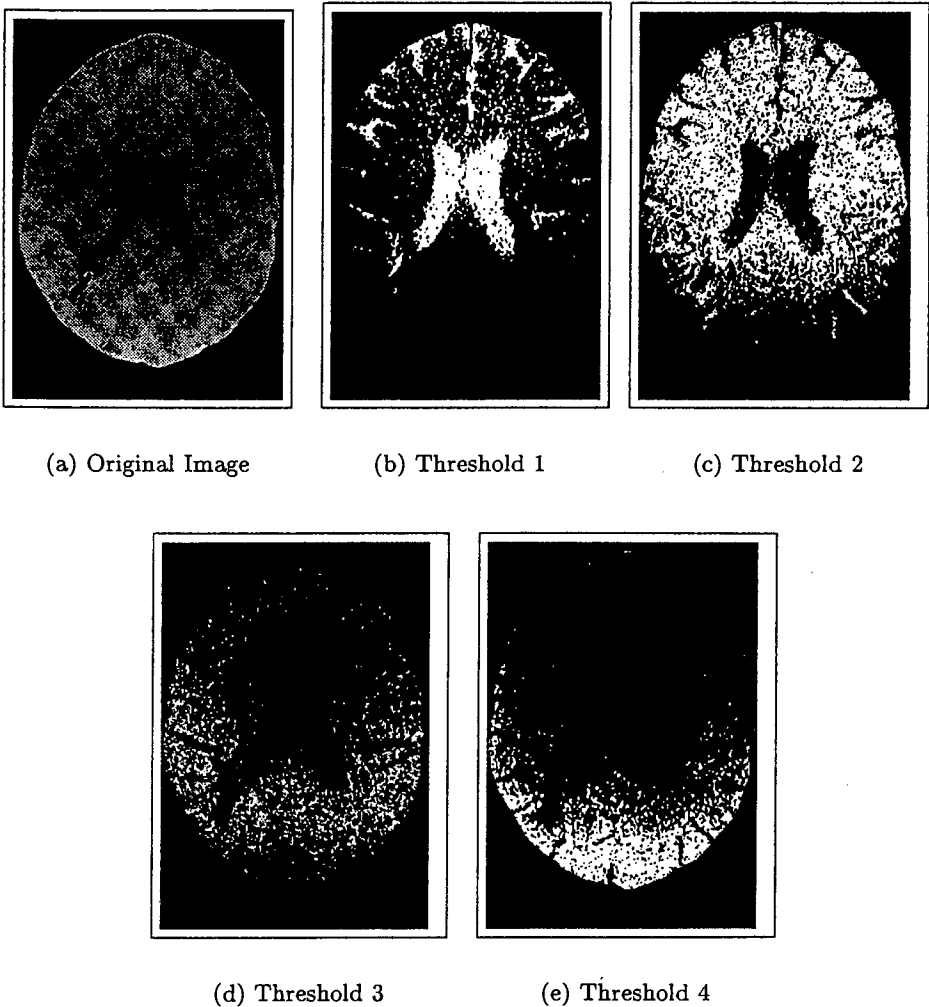 (a) Original Image
(b) Threshold 1
(c) Threshold 2
(d) Threshold 3
(e) Threshold 4